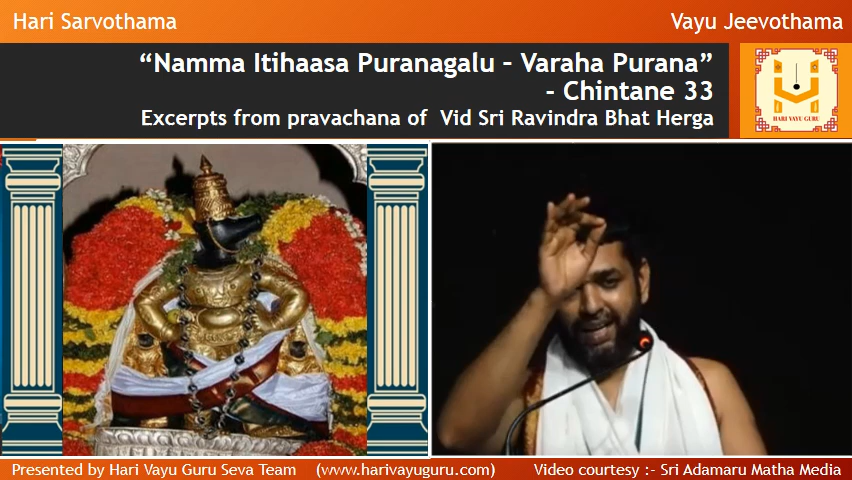 Hari Sarvothama
Vayu Jeevothama
“Namma Itihaasa Puranagalu – Varaha Purana”
- Chintane 33
Excerpts from pravachana of Vid Sri Ravindra Bhat Herga
HARI VAYU GURU
Presented by Hari Vayu Guru Seva Team (www.harivayuguru.com) Video courtesy :- Sri Adamaru Matha Media